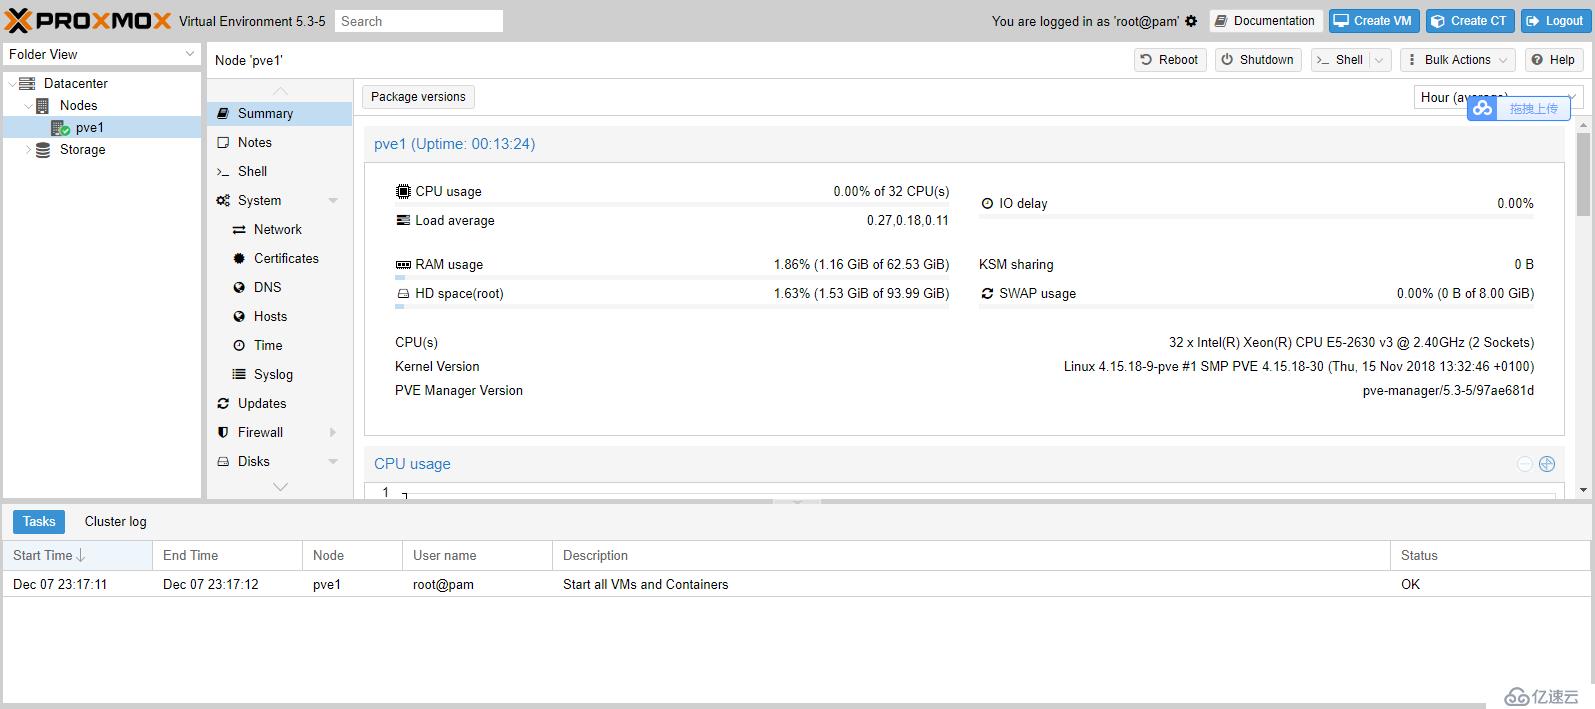 PROXMOX Virtual Environment 5.3-5 Search You are logged in as 'root@pam' Documentation Create VM Create CT Logout
Folder View
Node 'pve1' Reboot Shutdown >_ Shell Bulk Actions Help
Datacenter
Nodes
pve1
Storage
Summary
Notes
>_ Shell
System
Network
Certificates
DNS
Hosts
Time
Syslog
Updates
Firewall
Disks
Package versions Hour (average)
拖拽上传
pve1 (Uptime: 00:13:24)
CPU usage 0.00% of 32 CPU(s)
IO delay 0.00%
Load average 0.27,0.18,0.11
RAM usage 1.86% (1.16 GiB of 62.53 GiB) KSM sharing 0 B
HD space(root) 1.63% (1.53 GiB of 93.99 GiB) SWAP usage 0.00% (0 B of 8.00 GiB)
CPU(s) 32 x Intel(R) Xeon(R) CPU E5-2630 v3 @ 2.40GHz (2 Sockets)
Kernel Version Linux 4.15.18-9-pve #1 SMP PVE 4.15.18-30 (Thu, 15 Nov 2018 13:32:46 +0100)
PVE Manager Version pve-manager/5.3-5/97ae681d
CPU usage
1
Tasks Cluster log
Start Time End Time Node User name Description Status
Dec 07 23:17:11 Dec 07 23:17:12 pve1 root@pam Start all VMs and Containers OK
亿速云